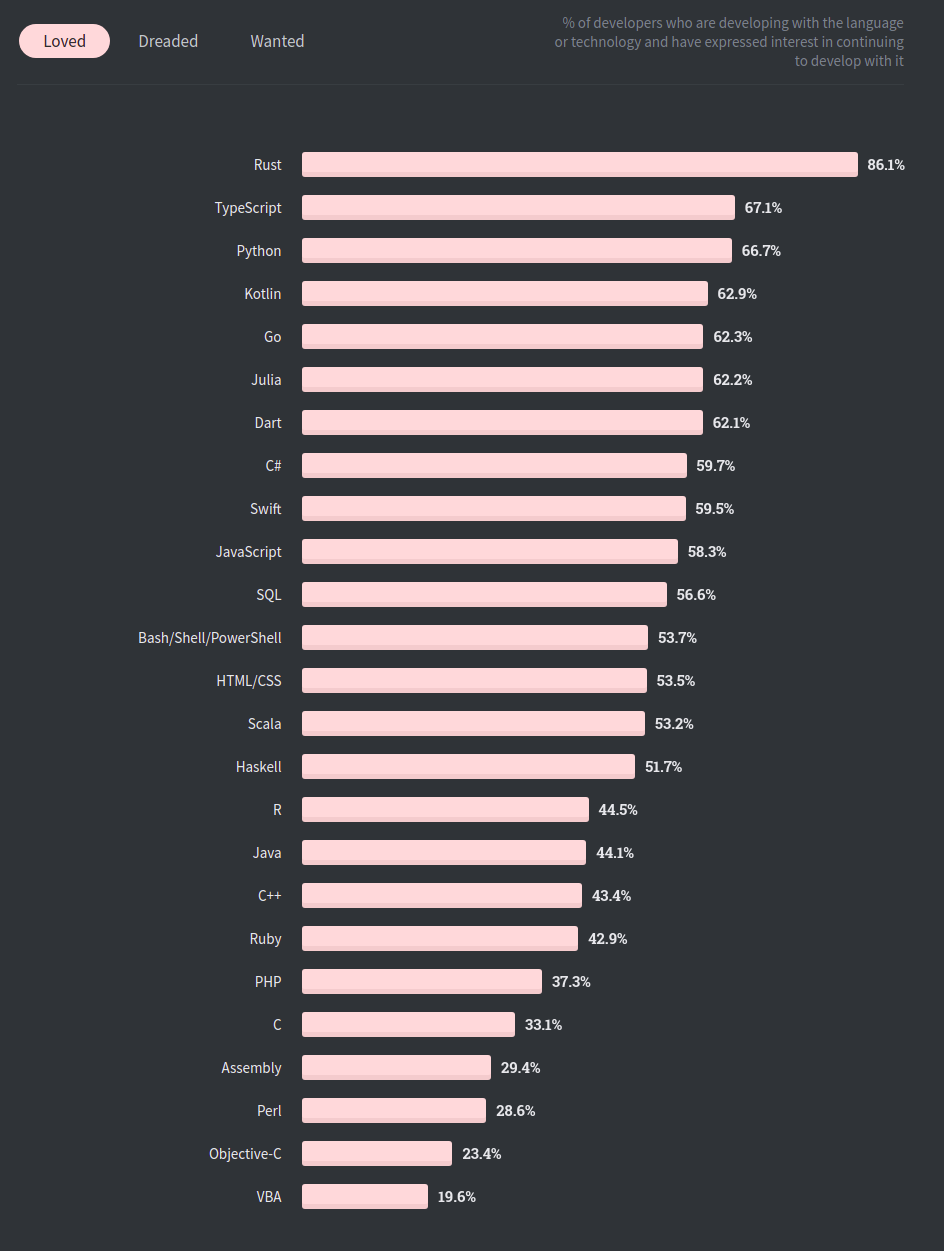 Loved Dreaded Wanted
% of developers who are developing with the language
or technology and have expressed interest in continuing
to develop with it
Rust 86.1%
TypeScript 67.1%
Python 66.7%
Kotlin 62.9%
Go 62.3%
Julia 62.2%
Dart 62.1%
C# 59.7%
Swift 59.5%
JavaScript 58.3%
SQL 56.6%
Bash/Shell/PowerShell 53.7%
HTML/CSS 53.5%
Scala 53.2%
Haskell 51.7%
R 44.5%
Java 44.1%
C++ 43.4%
Ruby 42.9%
PHP 37.3%
C 33.1%
Assembly 29.4%
Perl 28.6%
Objective-C 23.4%
VBA 19.6%